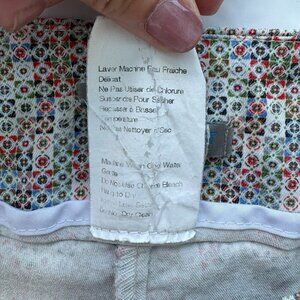 Laver Machine Eau Fraiche
Délicat
Ne Pas Utiliser de Chlorure
Suspendre Pour Sécher
Repasser à Basse
Température
Ne Pas Nettoyer à Sec
Machine Wash Cold Water
Gentle
Do Not Use Chlorine Bleach
Hang to Dry
Low
Do Not Dry Clean